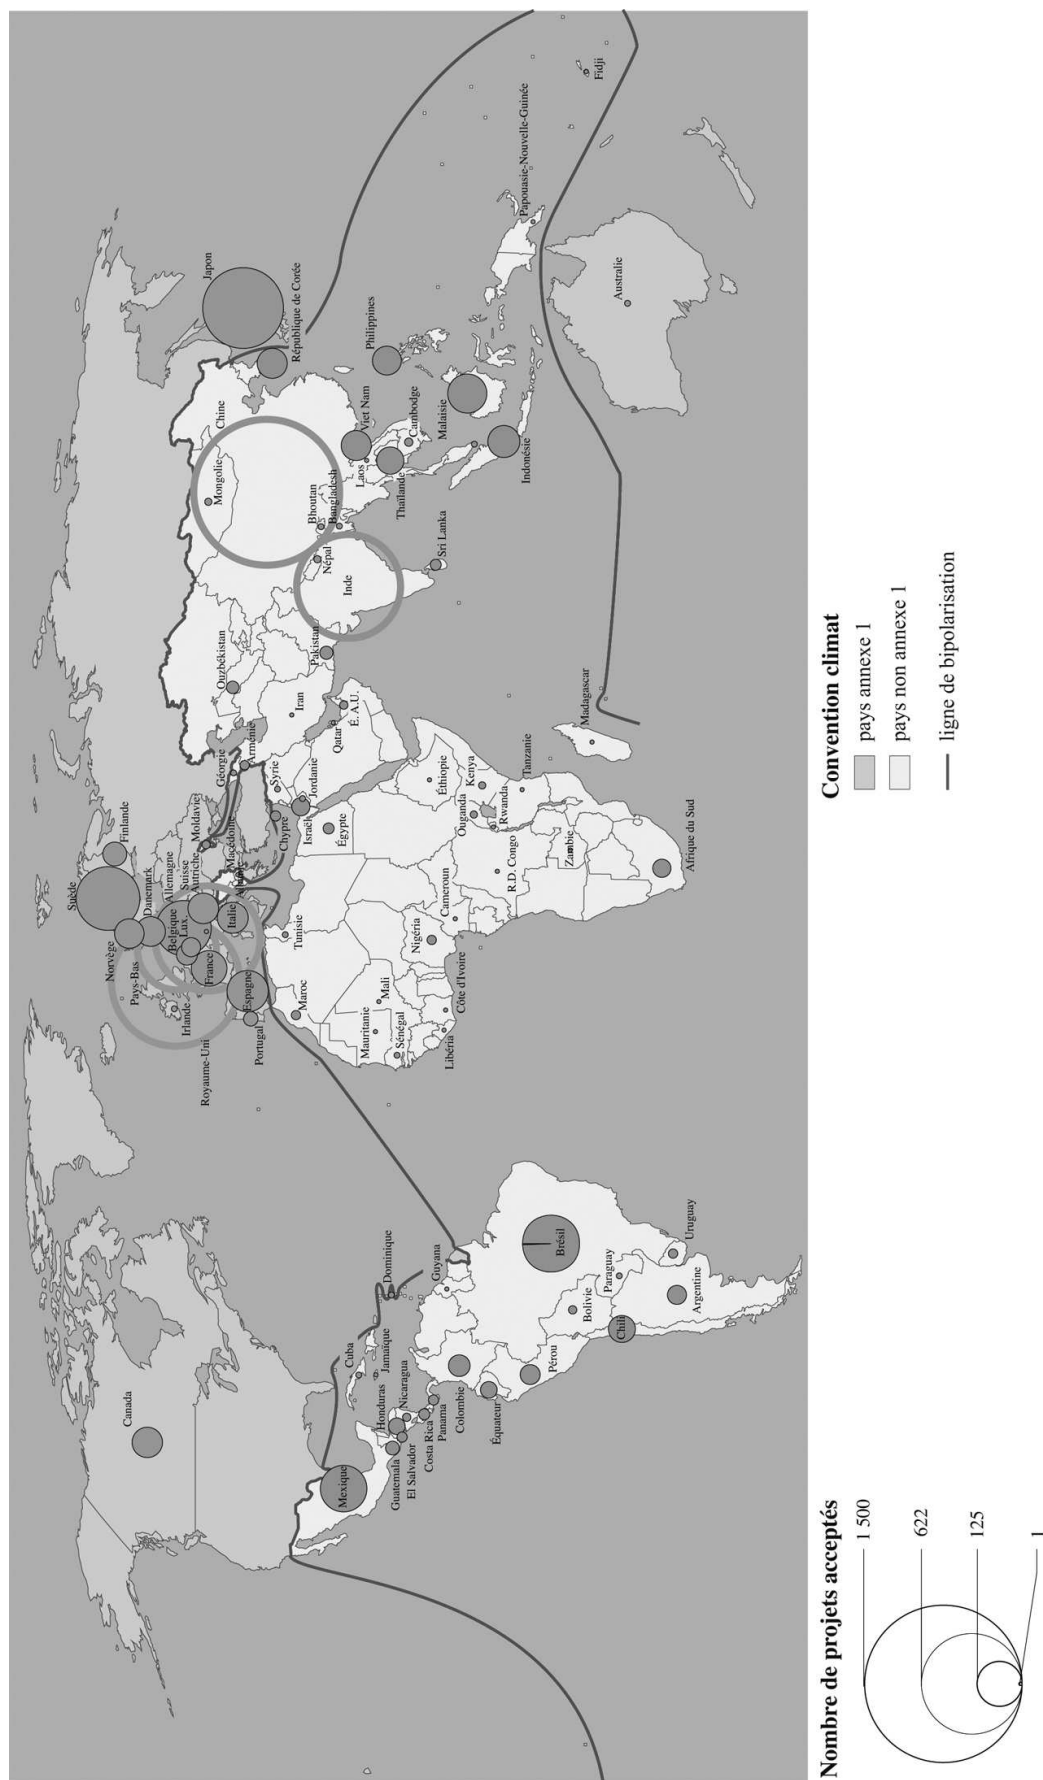 Canada
Mexique
Cuba
Jamaïque
Dominique
Honduras
Nicaragua
Guatemala
El Salvador
Costa Rica
Panama
Guyana
Colombie
Équateur
Pérou
Brésil
Bolivie
Paraguay
Chili
Argentine
Uruguay
Suède
Finlande
Norvège
Danemark
Pays-Bas
Allemagne
Belgique
Lux.
Suisse
Autriche
Moldavie
Irlande
Royaume-Uni
France
Italie
Macédoine
Albanie
Espagne
Portugal
Géorgie
Arménie
Chypre
Syrie
Israël
Jordanie
Maroc
Tunisie
Égypte
Mauritanie
Mali
Sénégal
Libéria
Côte d'Ivoire
Nigéria
Cameroun
R.D. Congo
Ouganda
Rwanda
Kenya
Éthiopie
Tanzanie
Zambie
Afrique du Sud
Madagascar
Qatar
É. A.U.
Iran
Ouzbékistan
Pakistan
Inde
Népal
Bhoutan
Bangladesh
Sri Lanka
Mongolie
Chine
Laos
Viet Nam
Thaïlande
Cambodge
Malaisie
Indonésie
Philippines
Japon
République de Corée
Papouasie-Nouvelle-Guinée
Australie
Fidji
Nombre de projets acceptés
1 500
622
125
1
Convention climat
pays annexe 1
pays non annexe 1
ligne de bipolarisation